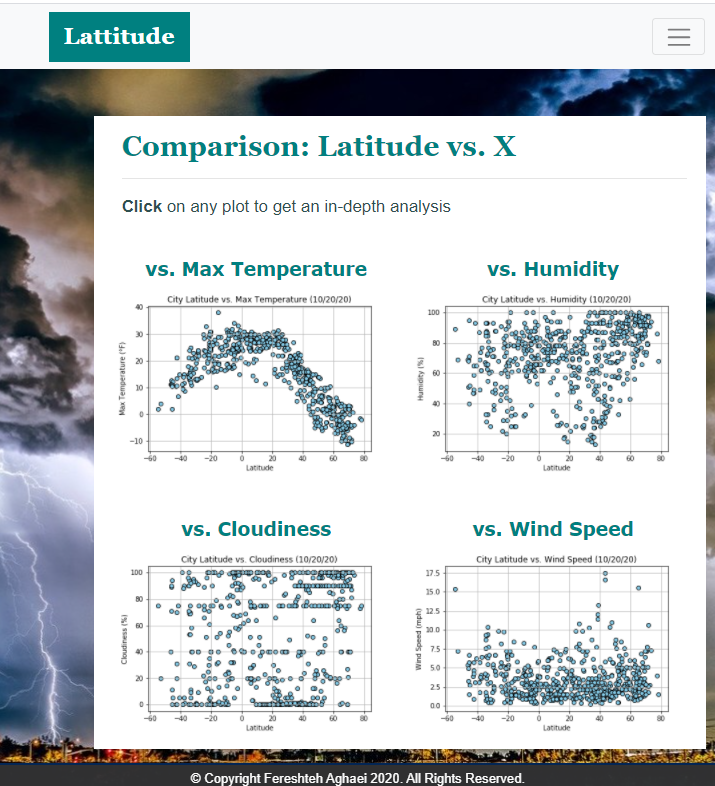 Lattitude
Comparison: Latitude vs. X
Click on any plot to get an in-depth analysis
vs. Max Temperature
City Latitude vs. Max Temperature (10/20/20)
Max Temperature (°F)
40
30
20
10
0
−10
−60 −40 −20 0 20 40 60 80
Latitude
vs. Humidity
City Latitude vs. Humidity (10/20/20)
Humidity (%)
100
80
60
40
20
−60 −40 −20 0 20 40 60 80
Latitude
vs. Cloudiness
City Latitude vs. Cloudiness (10/20/20)
Cloudiness (%)
100
80
60
40
20
0
−60 −40 −20 0 20 40 60 80
Latitude
vs. Wind Speed
City Latitude vs. Wind Speed (10/20/20)
Wind Speed (mph)
17.5
15.0
12.5
10.0
7.5
5.0
2.5
0.0
−60 −40 −20 0 20 40 60 80
Latitude
© Copyright Fereshteh Aghaei 2020. All Rights Reserved.